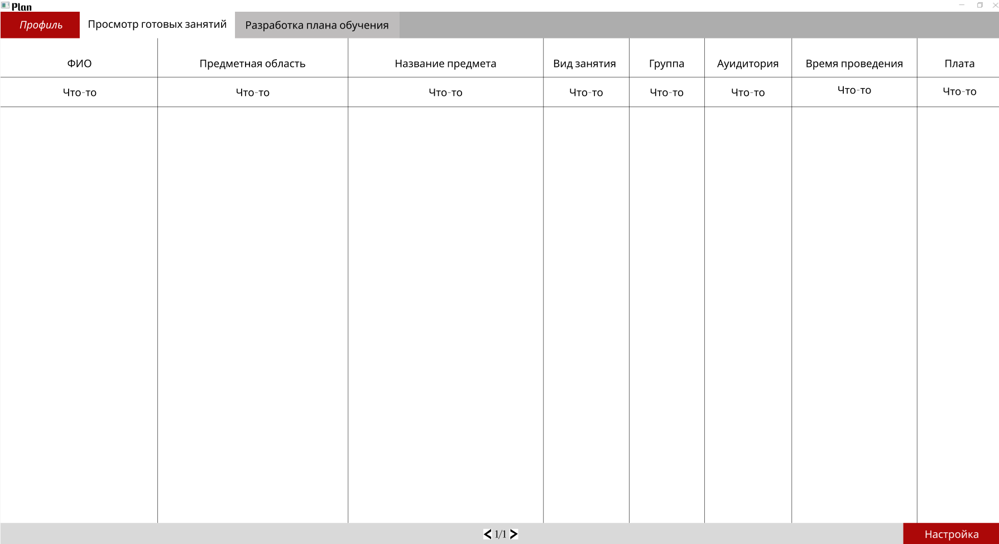 Plan
Профиль Просмотр готовых занятий Разработка плана обучения
ФИО Предметная область Название предмета Вид занятия Группа Ауидитория Время проведения Плата
Что-то Что-то Что-то Что-то Что-то Что-то Что-то Что-то
< 1/1 > Настройка